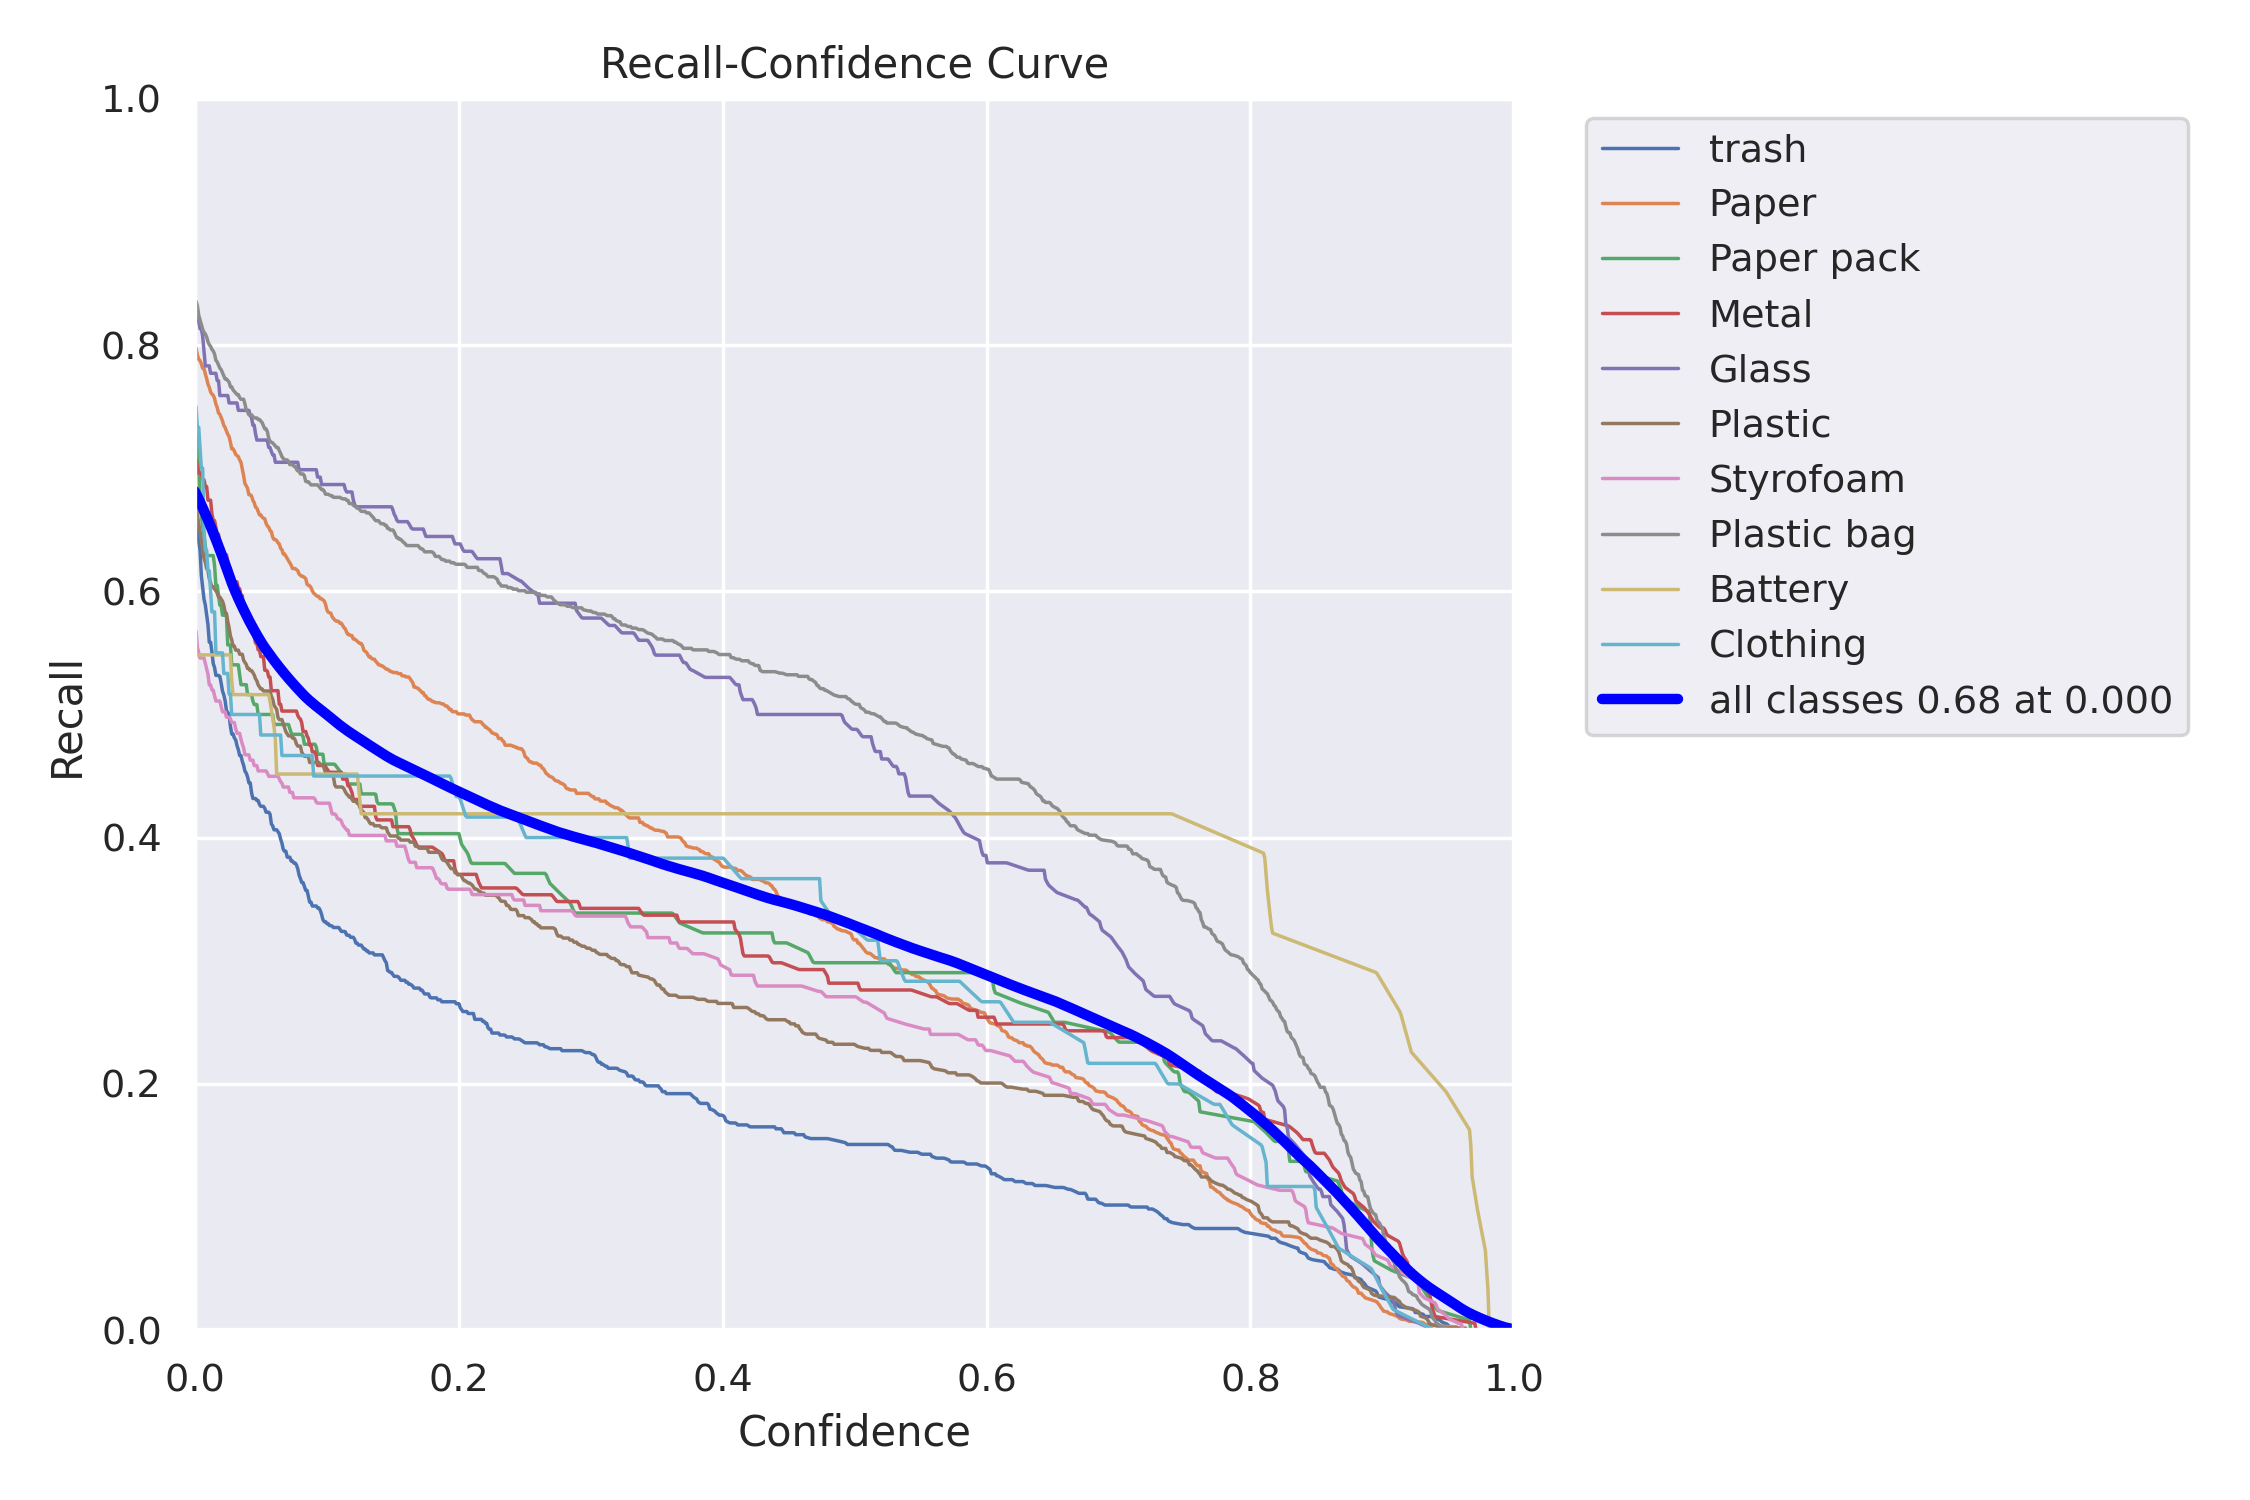 Recall-Confidence Curve
1.0
0.8
0.6
0.4
0.2
0.0
Recall
0.0 0.2 0.4 0.6 0.8 1.0
Confidence
trash
Paper
Paper pack
Metal
Glass
Plastic
Styrofoam
Plastic bag
Battery
Clothing
all classes 0.68 at 0.000